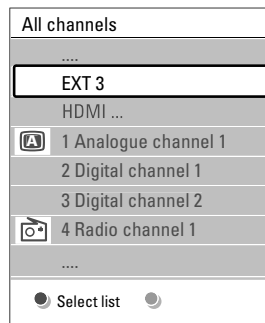 All channels
....
EXT 3
HDMI ...
A 1 Analogue channel 1
2 Digital channel 1
3 Digital channel 2
4 Radio channel 1
....
Select list